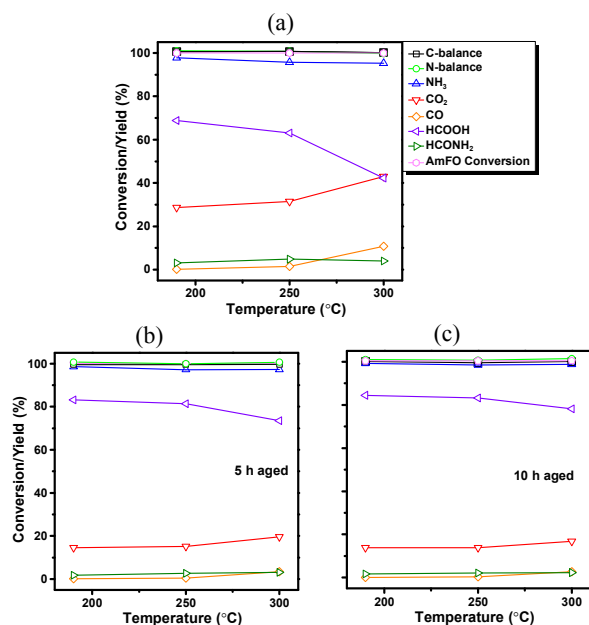 (a)
Conversion/Yield (%)
100
80
60
40
20
0
200
250
300
Temperature (°C)
C-balance
N-balance
NH₃
CO₂
CO
HCOOH
HCONH₂
AmFO Conversion
(b)
Conversion/Yield (%)
100
80
60
40
20
0
5 h aged
200
250
300
Temperature (°C)
(c)
10 h aged
200
250
300
Temperature (°C)